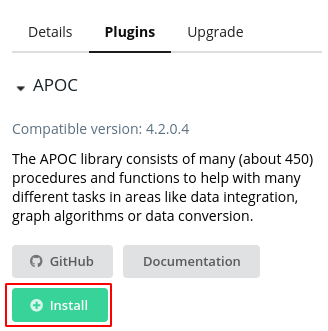 Details Plugins Upgrade
APOC
Compatible version: 4.2.0.4
The APOC library consists of many (about 450)
procedures and functions to help with many
different tasks in areas like data integration,
graph algorithms or data conversion.
GitHub Documentation
Install